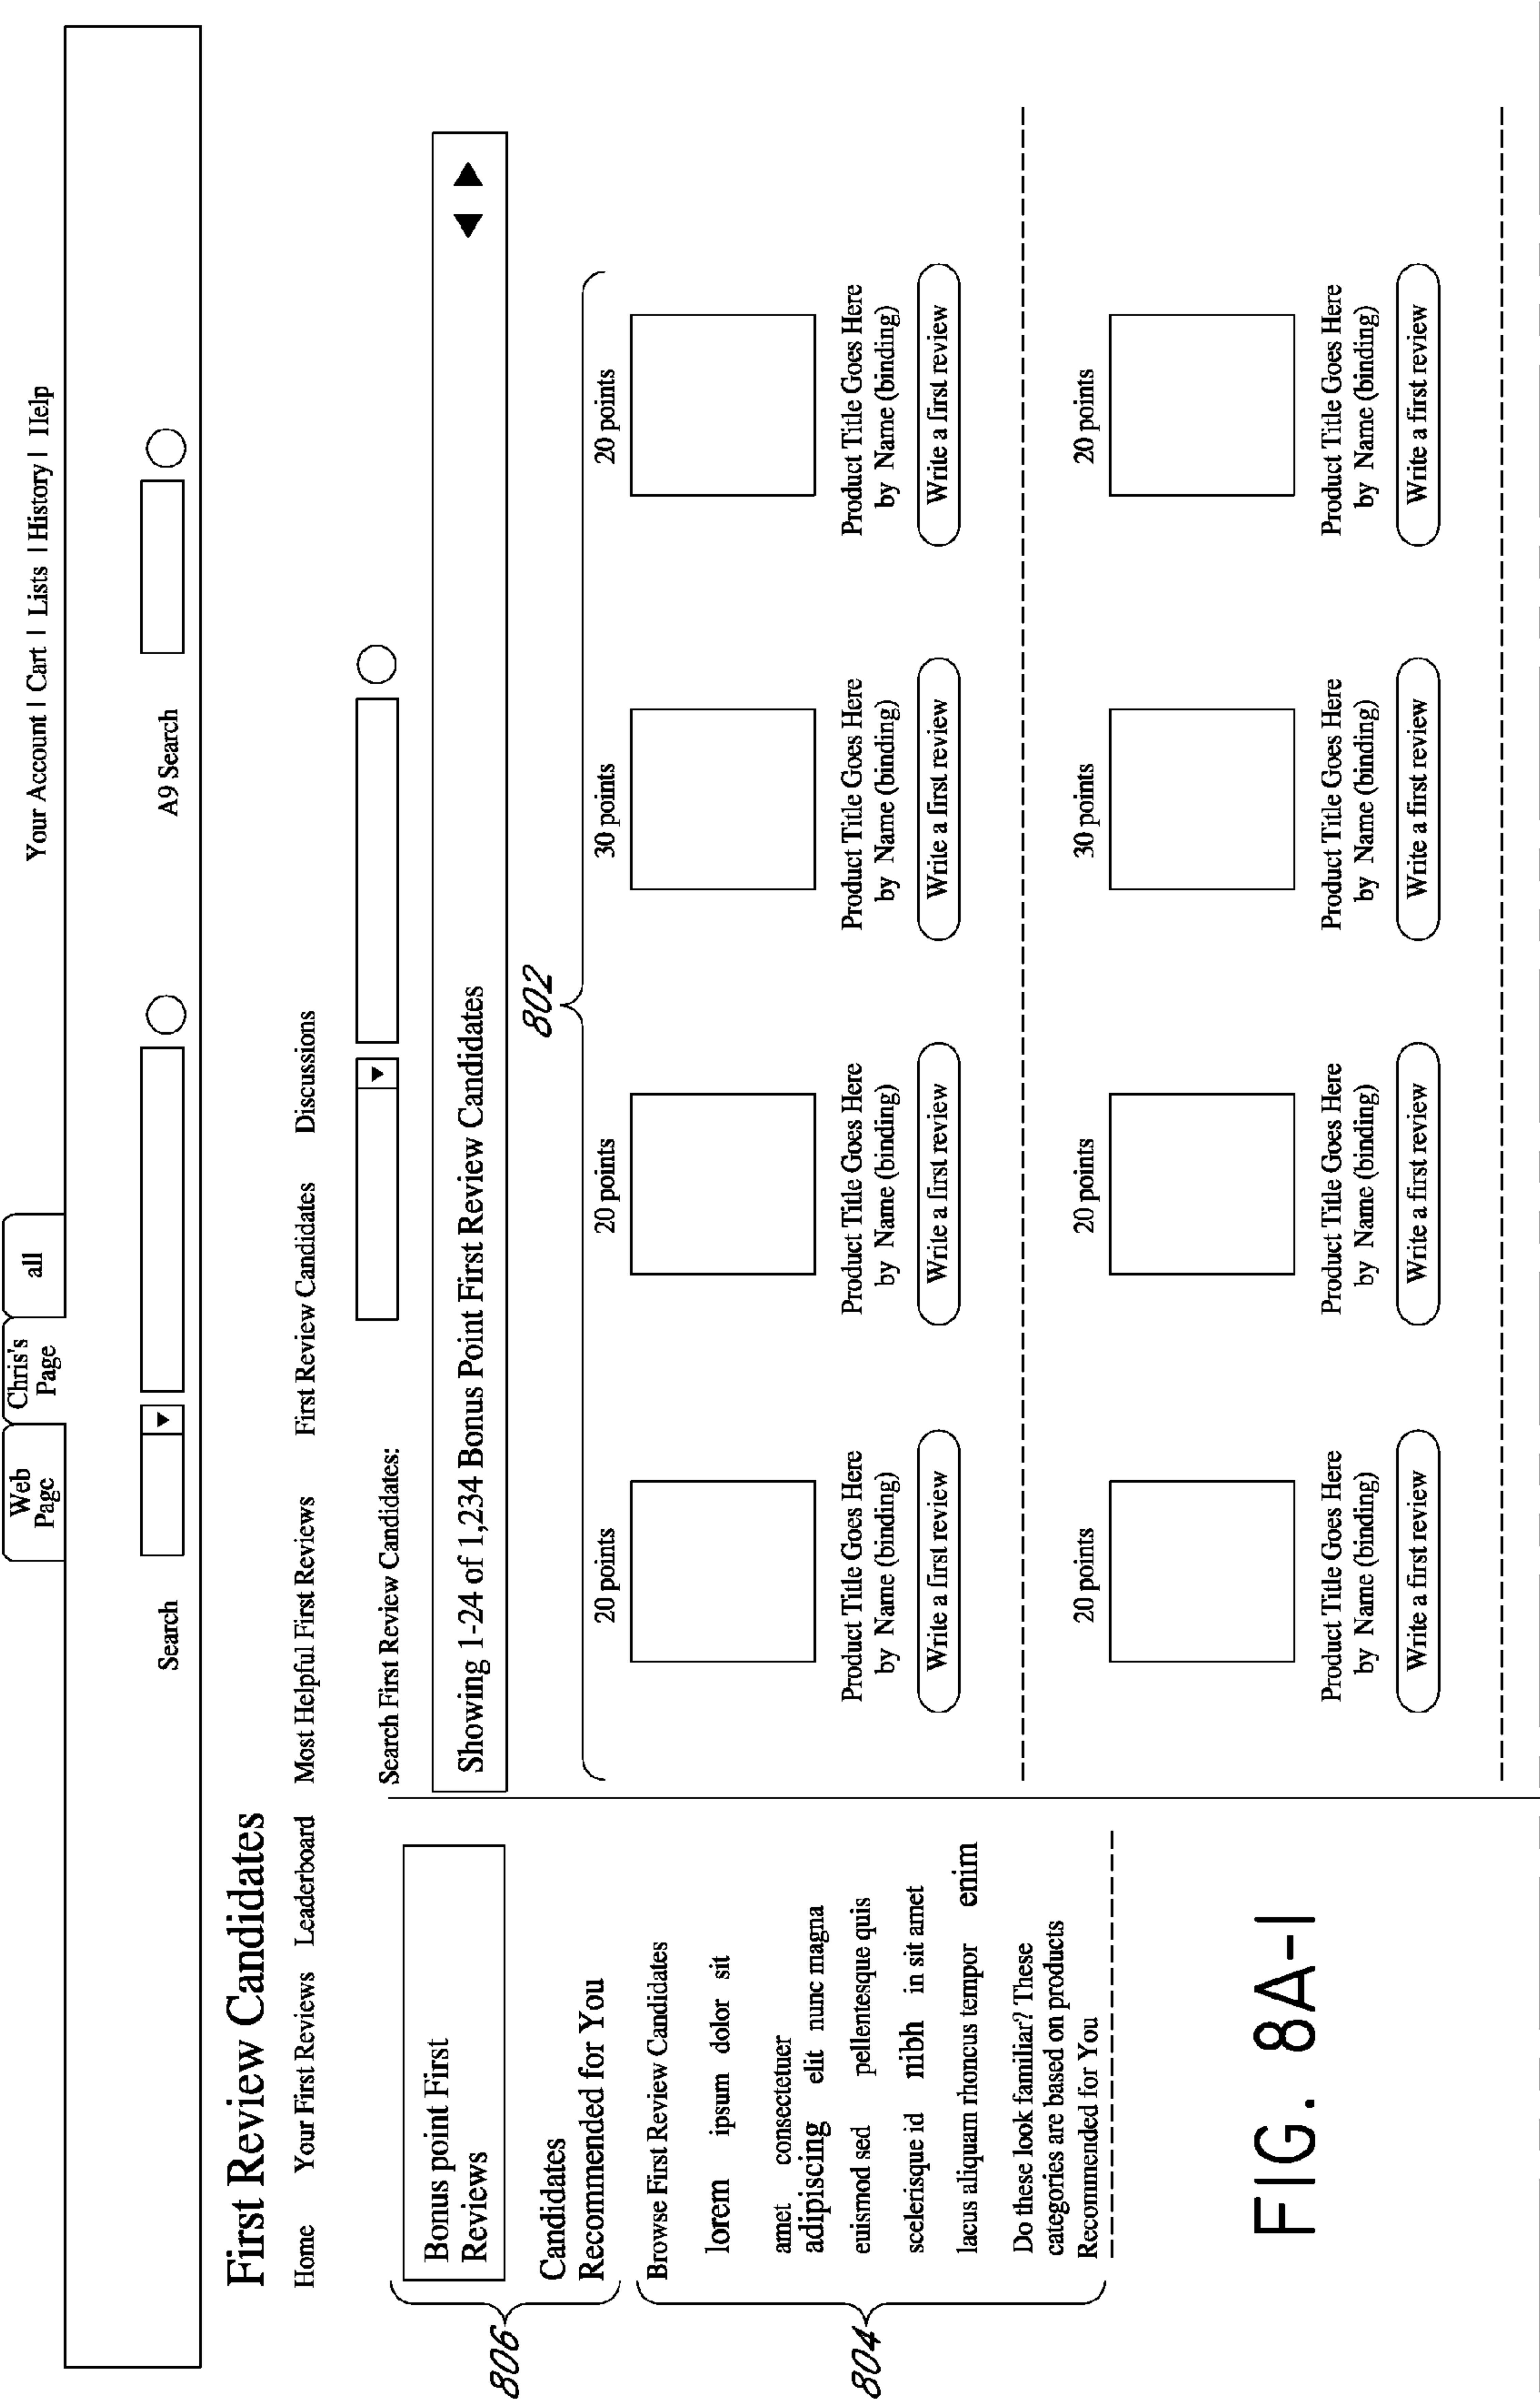 Web
Page
Chris's
Page
all
Your Account | Cart | Lists | History | Help
Search
A9 Search
First Review Candidates
Home Your First Reviews Leaderboard Most Helpful First Reviews First Review Candidates Discussions
Search First Review Candidates:
Showing 1-24 of 1,234 Bonus Point First Review Candidates
806
Bonus point First
Reviews
Candidates
Recommended for You
804
Browse First Review Candidates
lorem ipsum dolor sit
amet consectetuer
adipiscing elit nunc magna
euismod sed pellentesque quis
scelerisque id nibh in sit amet
lacus aliquam rhoncus tempor enim
Do these look familiar? These
categories are based on products
Recommended for You
802
20 points 20 points 30 points 20 points
Product Title Goes Here Product Title Goes Here Product Title Goes Here Product Title Goes Here
by Name (binding) by Name (binding) by Name (binding) by Name (binding)
Write a first review Write a first review Write a first review Write a first review
20 points 20 points 30 points 20 points
Product Title Goes Here Product Title Goes Here Product Title Goes Here Product Title Goes Here
by Name (binding) by Name (binding) by Name (binding) by Name (binding)
Write a first review Write a first review Write a first review Write a first review
FIG. 8A-1